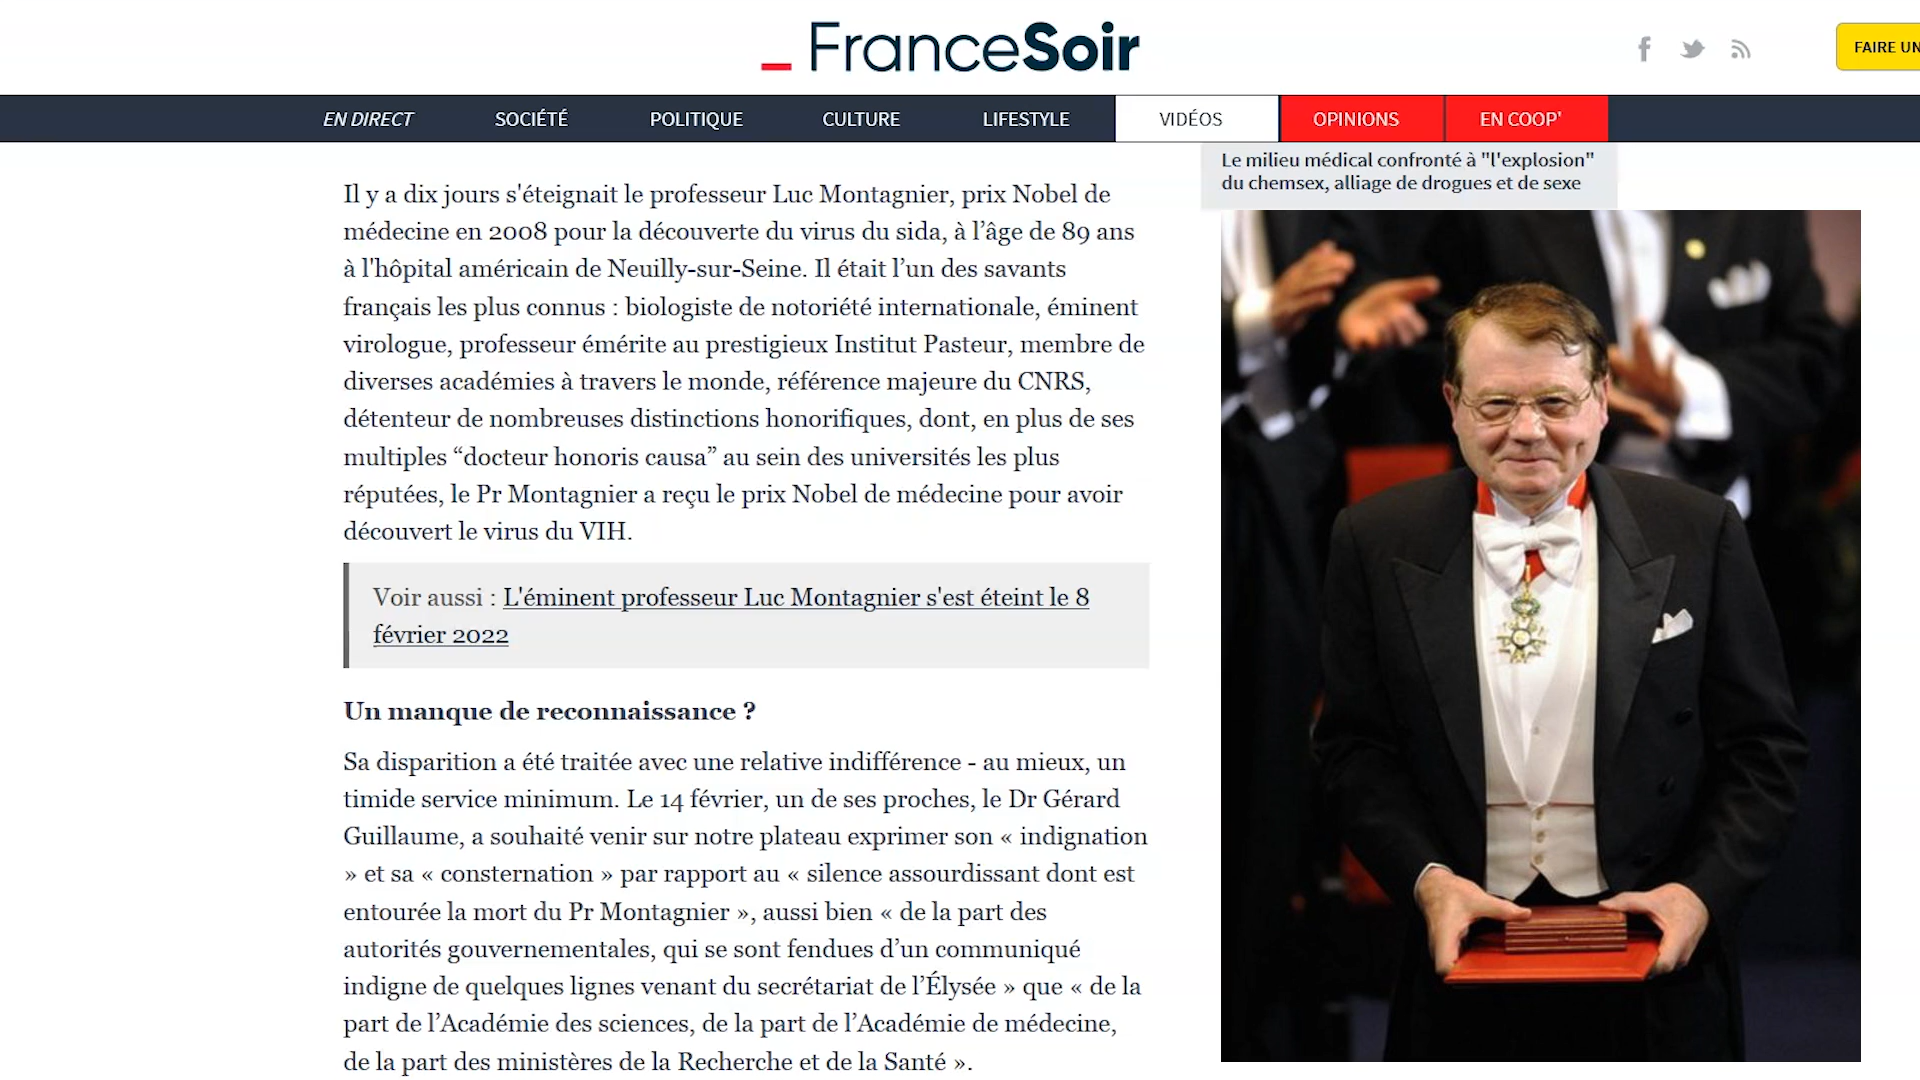 FranceSoir
FAIRE UN
EN DIRECT
SOCIÉTÉ
POLITIQUE
CULTURE
LIFESTYLE
VIDÉOS
OPINIONS
EN COOP'
Le milieu médical confronté à "l'explosion"
du chemsex, alliage de drogues et de sexe
Il y a dix jours s'éteignait le professeur Luc Montagnier, prix Nobel de
médecine en 2008 pour la découverte du virus du sida, à l’âge de 89 ans
à l'hôpital américain de Neuilly-sur-Seine. Il était l’un des savants
français les plus connus : biologiste de notoriété internationale, éminent
virologue, professeur émérite au prestigieux Institut Pasteur, membre de
diverses académies à travers le monde, référence majeure du CNRS,
détenteur de nombreuses distinctions honorifiques, dont, en plus de ses
multiples “docteur honoris causa” au sein des universités les plus
réputées, le Pr Montagnier a reçu le prix Nobel de médecine pour avoir
découvert le virus du VIH.
Voir aussi : L'éminent professeur Luc Montagnier s'est éteint le 8
février 2022
Un manque de reconnaissance ?
Sa disparition a été traitée avec une relative indifférence - au mieux, un
timide service minimum. Le 14 février, un de ses proches, le Dr Gérard
Guillaume, a souhaité venir sur notre plateau exprimer son « indignation
» et sa « consternation » par rapport au « silence assourdissant dont est
entourée la mort du Pr Montagnier », aussi bien « de la part des
autorités gouvernementales, qui se sont fendues d’un communiqué
indigne de quelques lignes venant du secrétariat de l’Élysée » que « de la
part de l’Académie des sciences, de la part de l’Académie de médecine,
de la part des ministères de la Recherche et de la Santé ».